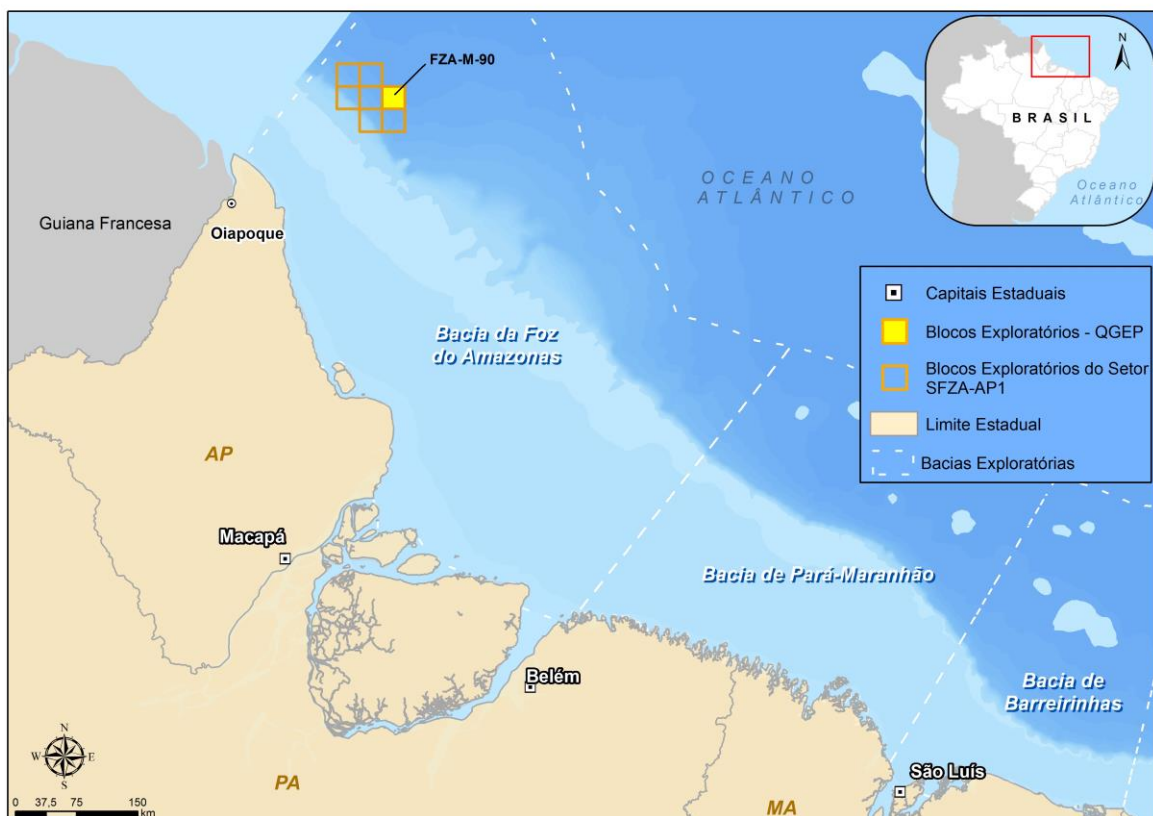 FZA-M-90
N
BRASIL
Oceano
Atlântico
OCEANO
ATLÂNTICO
Guiana Francesa
Oiapoque
Capitais Estaduais
Blocos Exploratórios - QGEP
Blocos Exploratórios do Setor
SFZA-AP1
Limite Estadual
Bacias Exploratórias
Bacia da Foz
do Amazonas
AP
Macapá
Bacia de Pará-Maranhão
Belém
Bacia de
Barreirinhas
São Luís
N
W E
S
PA
MA
0 37,5 75 150
km